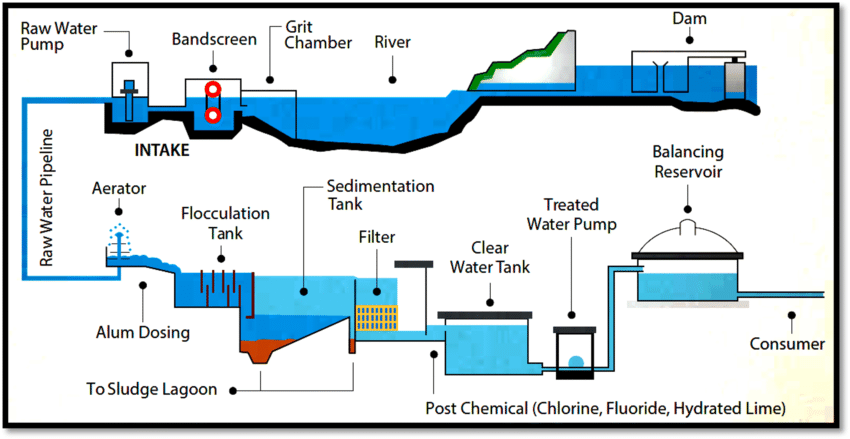 Raw Water
Pump
Bandscreen
Grit
Chamber
River
Dam
INTAKE
Raw Water Pipeline
Aerator
Flocculation
Tank
Sedimentation
Tank
Filter
Clear
Water Tank
Treated
Water Pump
Balancing
Reservoir
Alum Dosing
Consumer
To Sludge Lagoon
Post Chemical (Chlorine, Fluoride, Hydrated Lime)